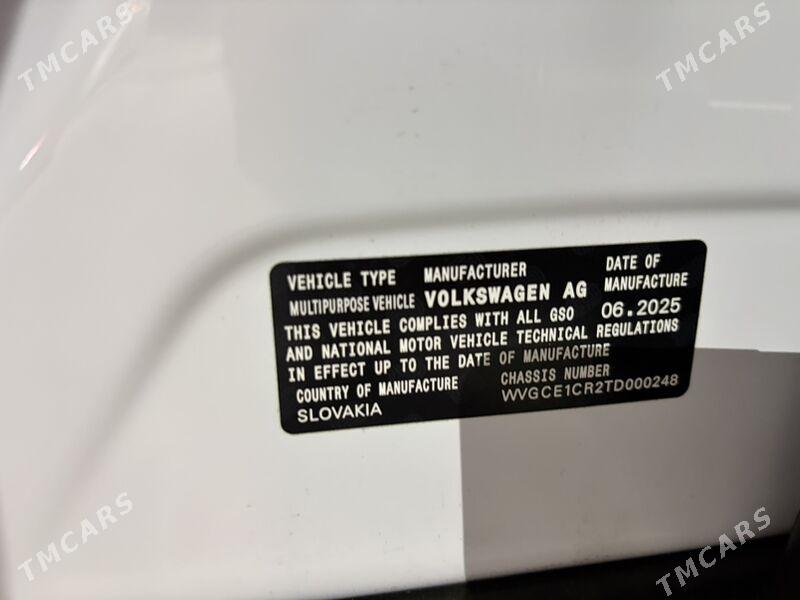 TMCARS
TMCARS
VEHICLE TYPE MANUFACTURER DATE OF
MANUFACTURE
MULTIPURPOSE VEHICLE VOLKSWAGEN AG 06.2025
THIS VEHICLE COMPLIES WITH ALL GSO
AND NATIONAL MOTOR VEHICLE TECHNICAL REGULATIONS
IN EFFECT UP TO THE DATE OF MANUFACTURE
COUNTRY OF MANUFACTURE CHASSIS NUMBER
SLOVAKIA WVGCE1CR2TD000248
TMCARS
TMCARS